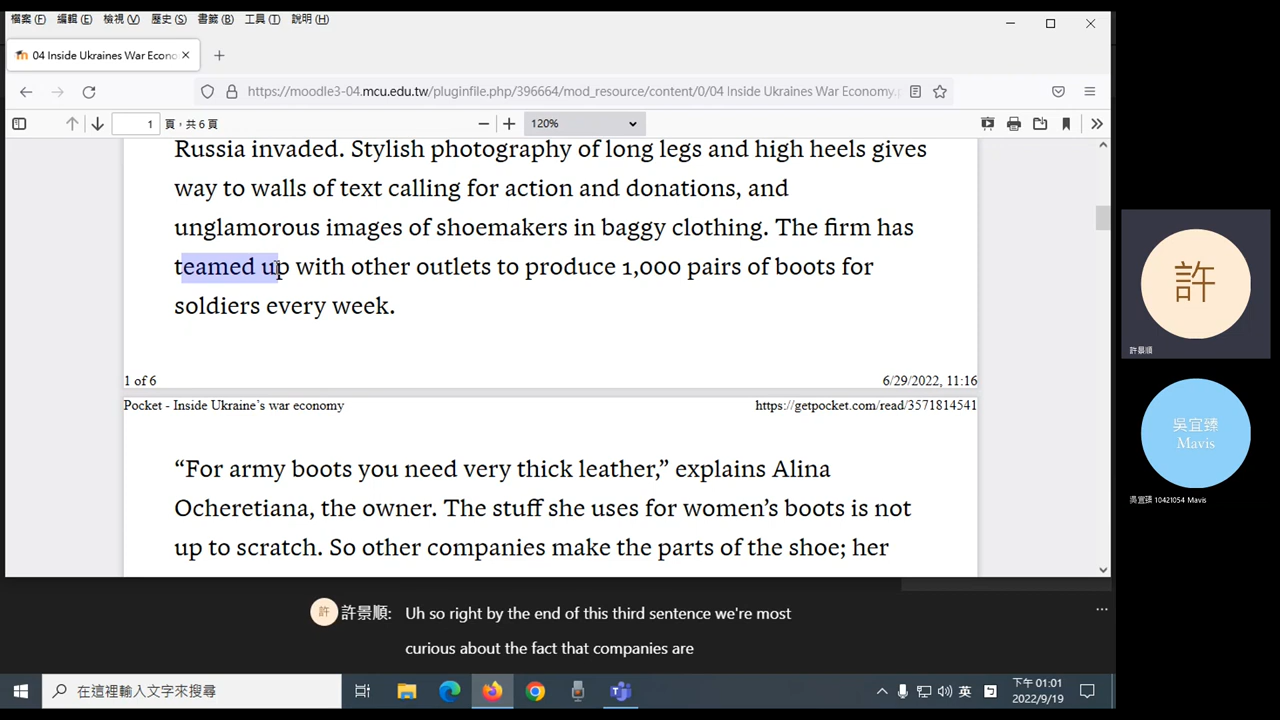 檔案(F) 編輯(E) 檢視(V) 歷史(S) 書籤(B) 工具(T) 說明(H)
04 Inside Ukraines War Econo
https://moodle3-04.mcu.edu.tw/pluginfile.php/396664/mod_resource/content/0/04 Inside Ukraines War Economy.p
1 頁，共 6 頁
120%
Russia invaded. Stylish photography of long legs and high heels gives
way to walls of text calling for action and donations, and
unglamorous images of shoemakers in baggy clothing. The firm has
teamed up with other outlets to produce 1,000 pairs of boots for
soldiers every week.
1 of 6 6/29/2022, 11:16
Pocket - Inside Ukraine's war economy https://getpocket.com/read/3571814541
“For army boots you need very thick leather,” explains Alina
Ocheretiana, the owner. The stuff she uses for women’s boots is not
up to scratch. So other companies make the parts of the shoe; her
許
許景順
吳宜臻
Mavis
吳宜臻 10421054 Mavis
許 許景順: Uh so right by the end of this third sentence we're most
curious about the fact that companies are
在這裡輸入文字來搜尋
英
下午 01:01
2022/9/19